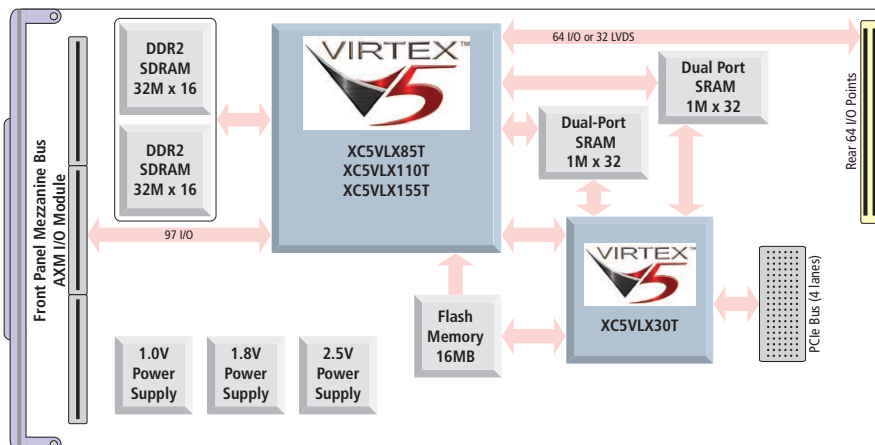 Front Panel Mezzanine Bus
AXM I/O Module
DDR2
SDRAM
32M x 16
DDR2
SDRAM
32M x 16
97 I/O
VIRTEX™
5
XC5VLX85T
XC5VLX110T
XC5VLX155T
64 I/O or 32 LVDS
Dual Port
SRAM
1M x 32
Dual-Port
SRAM
1M x 32
Rear 64 I/O Points
VIRTEX
5
XC5VLX30T
PCIe Bus (4 lanes)
Flash
Memory
16MB
1.0V
Power
Supply
1.8V
Power
Supply
2.5V
Power
Supply